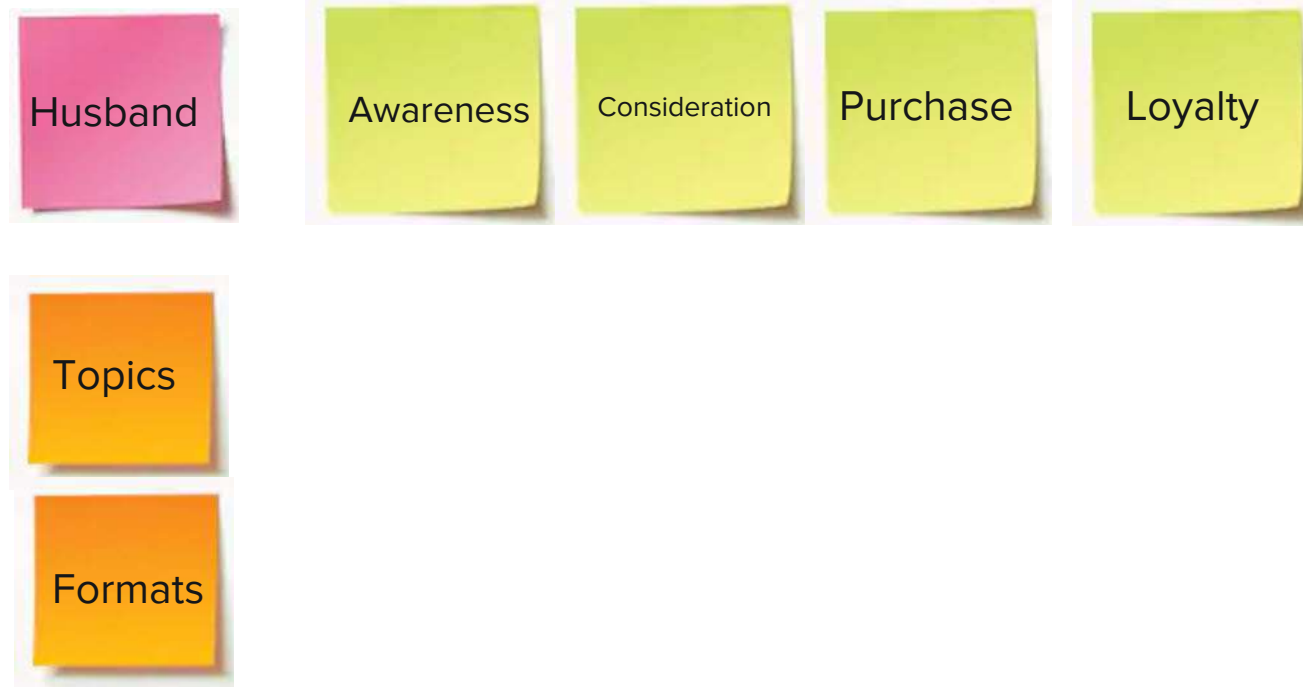 Husband
Awareness
Consideration
Purchase
Loyalty
Topics
Formats